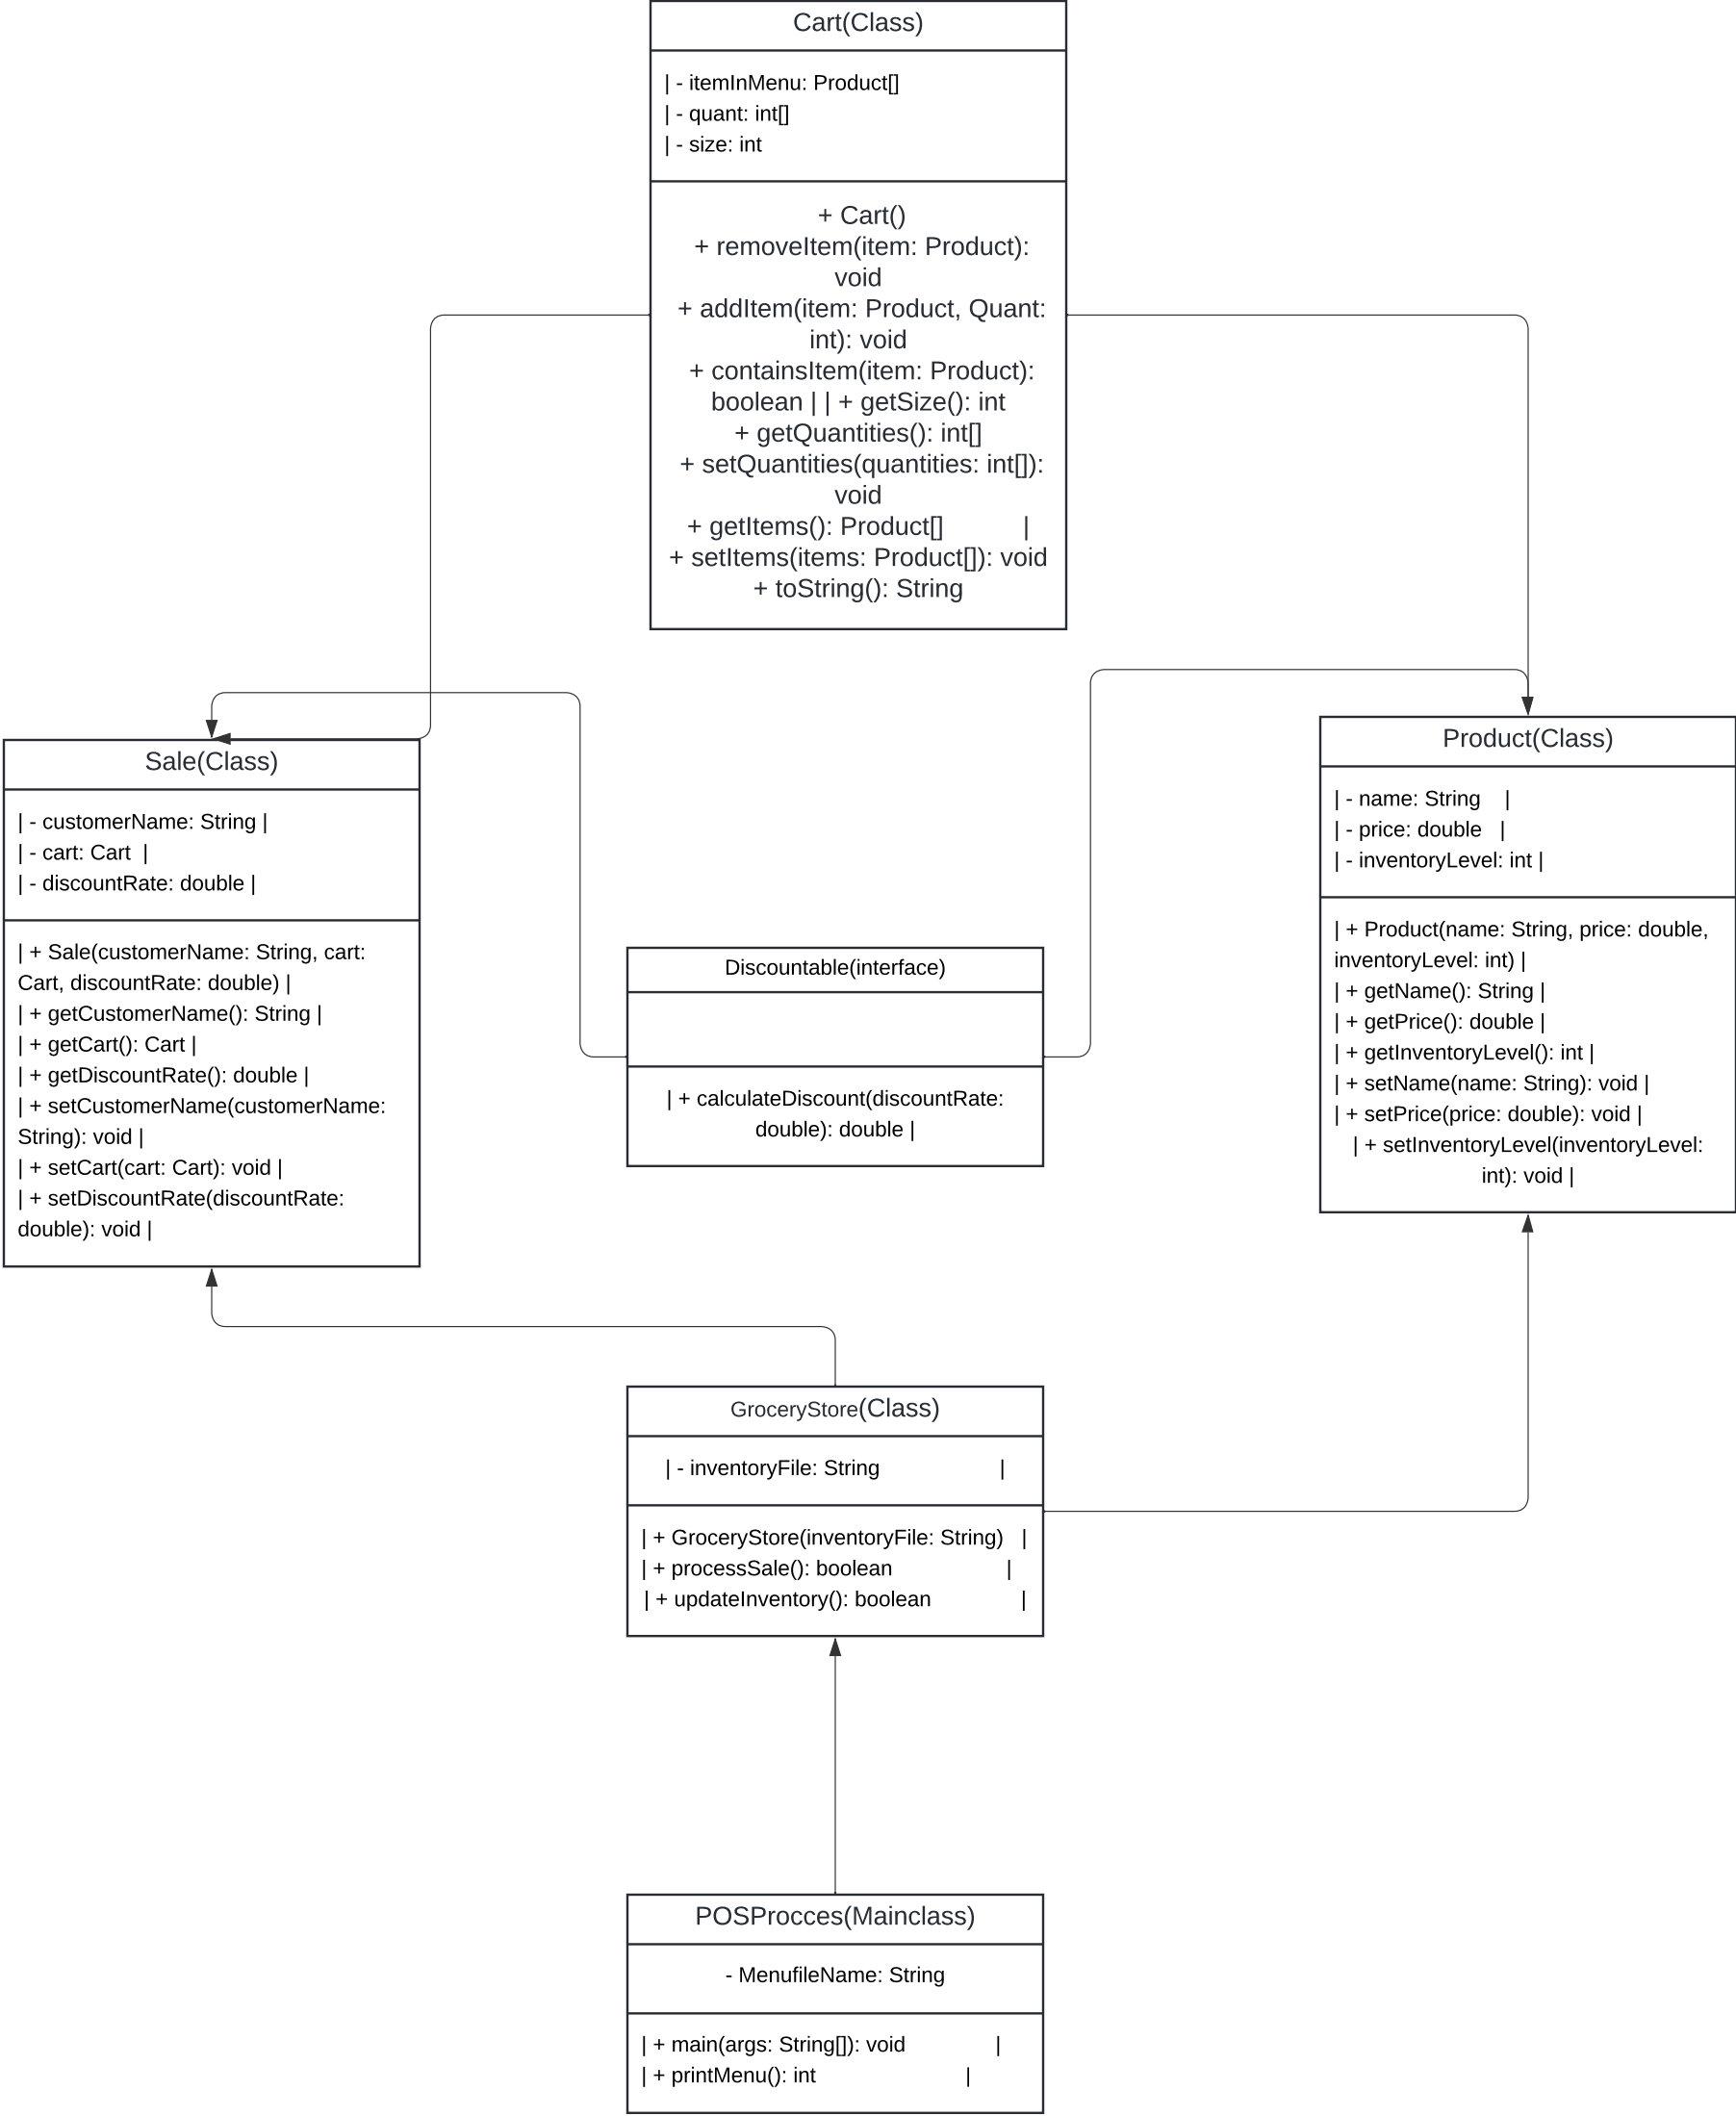 Cart(Class)
| - itemInMenu: Product[]
| - quant: int[]
| - size: int
+ Cart()
+ removeItem(item: Product):
void
+ addItem(item: Product, Quant:
int): void
+ containsItem(item: Product):
boolean | | + getSize(): int
+ getQuantities(): int[]
+ setQuantities(quantities: int[]):
void
+ getItems(): Product[] |
+ setItems(items: Product[]): void
+ toString(): String
Sale(Class)
| - customerName: String |
| - cart: Cart |
| - discountRate: double |
| + Sale(customerName: String, cart:
Cart, discountRate: double) |
| + getCustomerName(): String |
| + getCart(): Cart |
| + getDiscountRate(): double |
| + setCustomerName(customerName:
String): void |
| + setCart(cart: Cart): void |
| + setDiscountRate(discountRate:
double): void |
Discountable(interface)
| + calculateDiscount(discountRate:
double): double |
Product(Class)
| - name: String |
| - price: double |
| - inventoryLevel: int |
| + Product(name: String, price: double,
inventoryLevel: int) |
| + getName(): String |
| + getPrice(): double |
| + getInventoryLevel(): int |
| + setName(name: String): void |
| + setPrice(price: double): void |
| + setInventoryLevel(inventoryLevel:
int): void |
GroceryStore(Class)
| - inventoryFile: String |
| + GroceryStore(inventoryFile: String) |
| + processSale(): boolean |
| + updateInventory(): boolean |
POSProcces(Mainclass)
- MenufileName: String
| + main(args: String[]): void |
| + printMenu(): int |